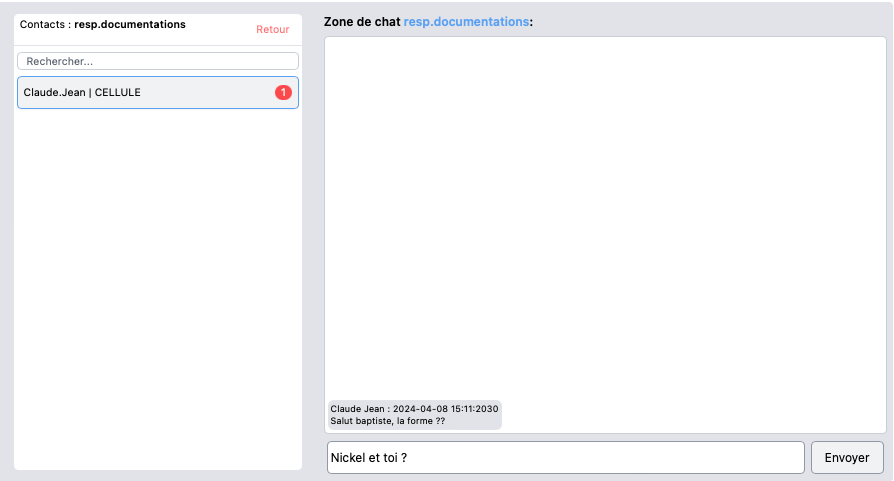 Contacts : resp.documentations
Retour
Rechercher...
Claude.Jean | CELLULE
1
Zone de chat resp.documentations:
Claude Jean : 2024-04-08 15:11:2030
Salut baptiste, la forme ??
Nickel et toi ?
Envoyer